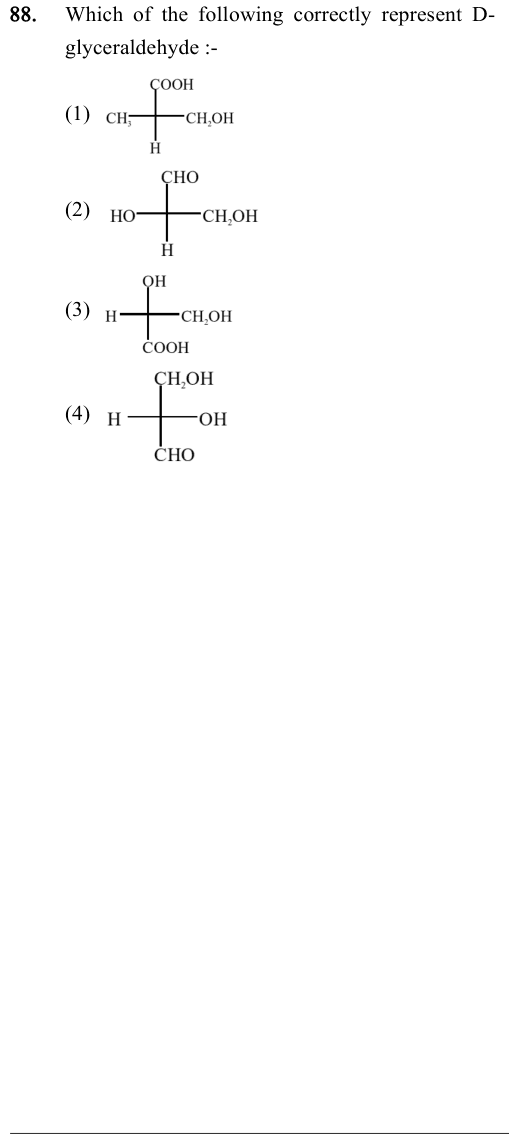 88. Which of the following correctly represent D-
glyceraldehyde :-
COOH
(1) CH₃ CH₂OH
H
CHO
(2) HO CH₂OH
H
OH
(3) H CH₂OH
COOH
CH₂OH
(4) H OH
CHO